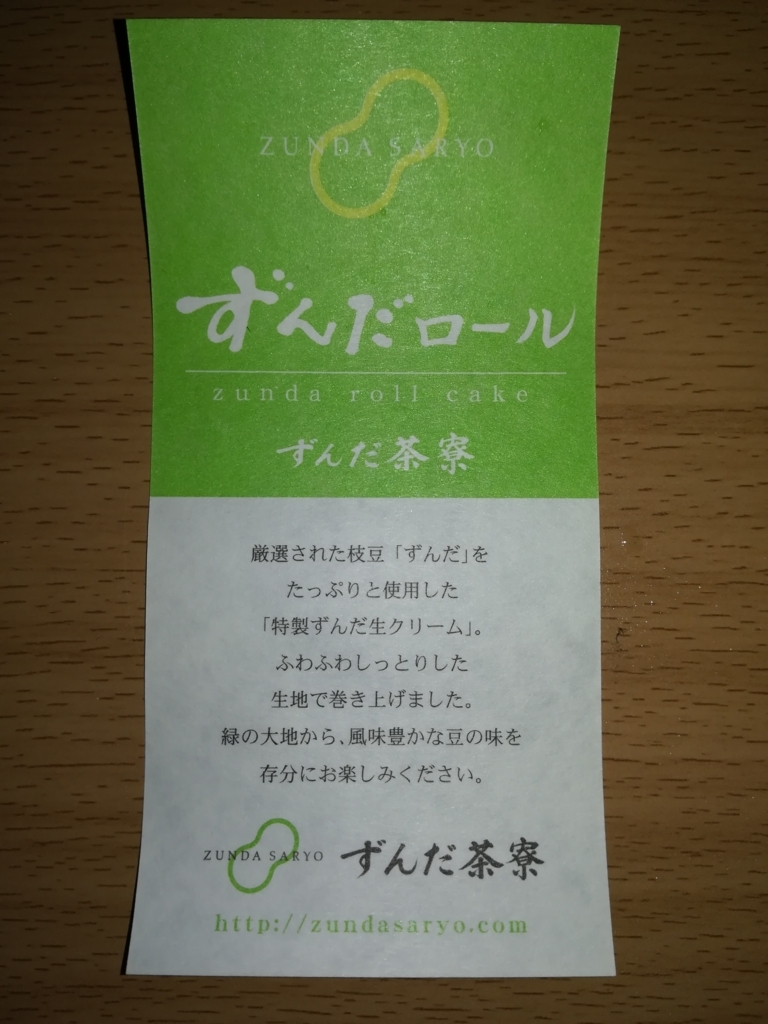 ZUNDA SARYO
ずんだロール
zunda roll cake
ずんだ茶寮
厳選された枝豆「ずんだ」を
たっぷりと使用した
「特製ずんだ生クリーム」。
ふわふわしっとりした
生地で巻き上げました。
緑の大地から、風味豊かな豆の味を
存分にお楽しみください。
ZUNDA SARYO ずんだ茶寮
http://zundasaryo.com